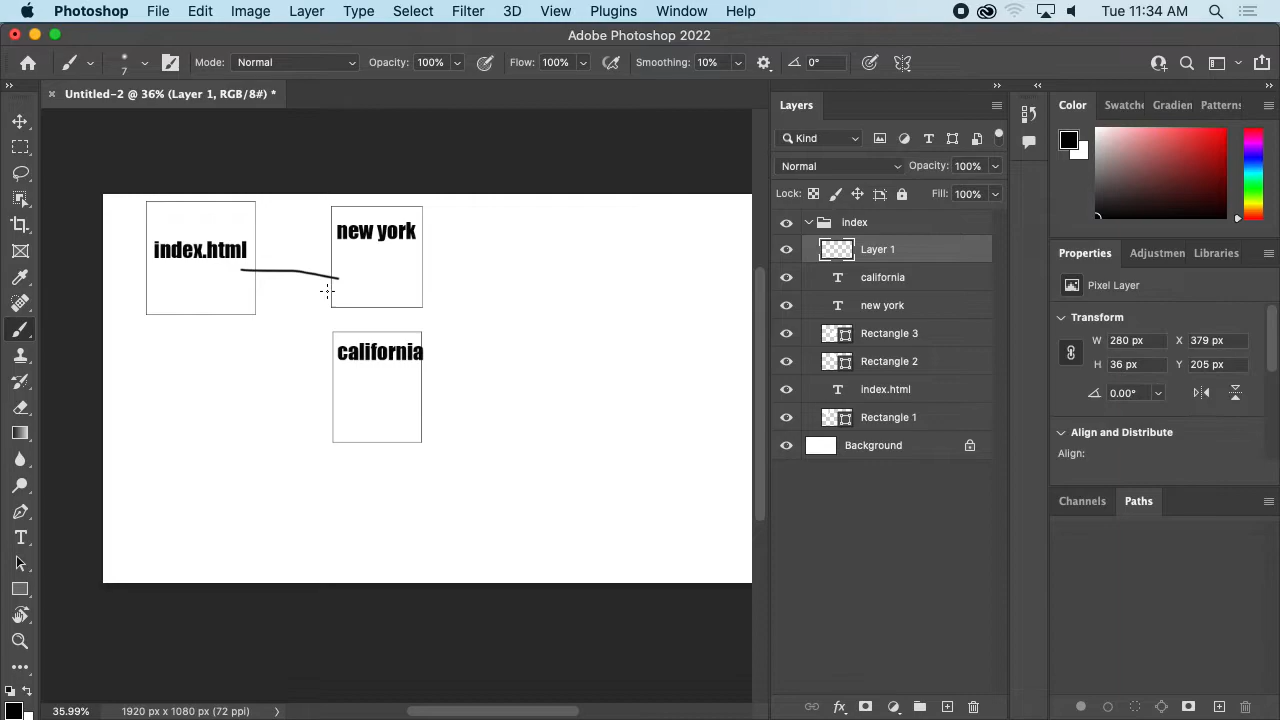 Photoshop File Edit Image Layer Type Select Filter 3D View Plugins Window Help Tue 11:34 AM
Adobe Photoshop 2022
7 Mode: Normal Opacity: 100% Flow: 100% Smoothing: 10% 0°
Untitled-2 @ 36% (Layer 1, RGB/8#) *
index.html
new york
california
35.99% 1920 px x 1080 px (72 ppi)
Layers
Kind
Normal Opacity: 100%
Lock: Fill: 100%
index
Layer 1
california
new york
Rectangle 3
Rectangle 2
index.html
Rectangle 1
Background
Color Swatche Gradien Patterns
Properties Adjustmen Libraries
Pixel Layer
Transform
W 280 px X 379 px
H 36 px Y 205 px
0.00°
Align and Distribute
Align:
Channels Paths